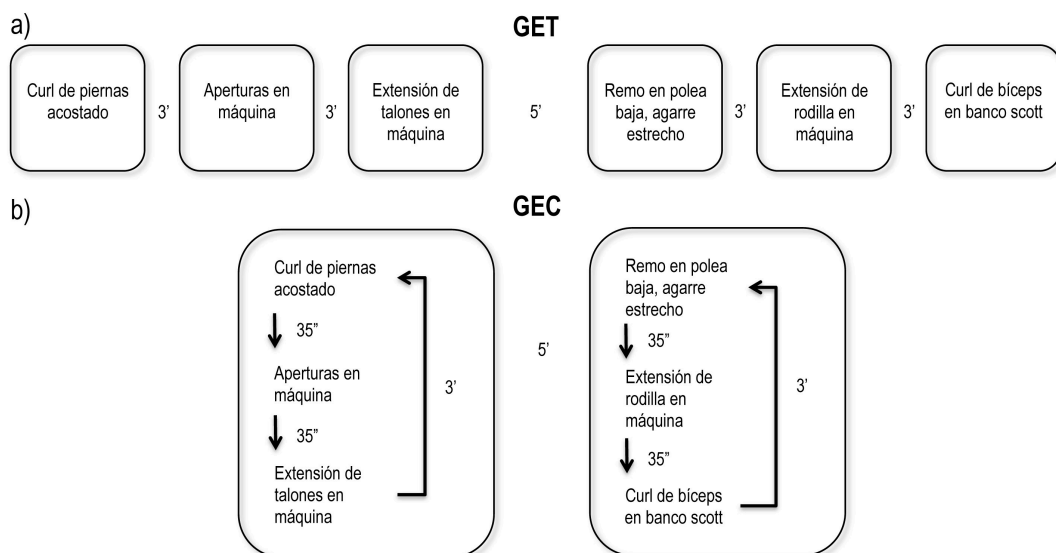 a)
GET
Curl de piernas
acostado
3’
Aperturas en
máquina
3’
Extensión de
talones en
máquina
5’
Remo en polea
baja, agarre
estrecho
3’
Extensión de
rodilla en
máquina
3’
Curl de bíceps
en banco scott
b)
GEC
Curl de piernas
acostado
35”
Aperturas en
máquina
35”
Extensión de
talones en
máquina
3’
5’
Remo en polea
baja, agarre
estrecho
35”
Extensión de
rodilla en
máquina
35”
Curl de bíceps
en banco scott
3’